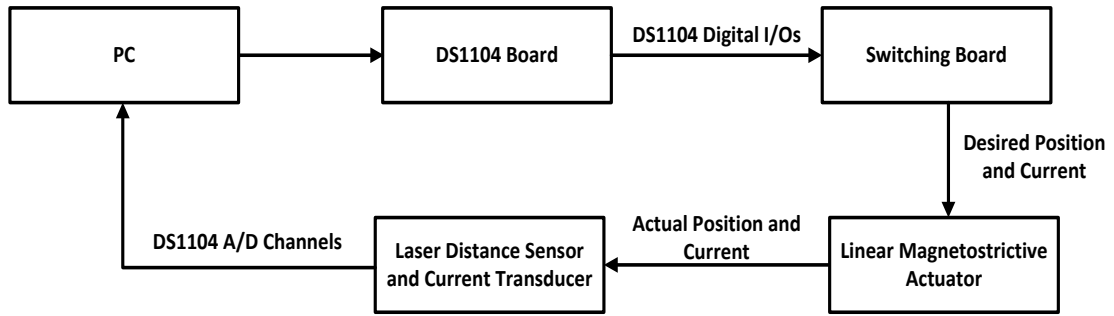 PC
DS1104 Board
DS1104 Digital I/Os
Switching Board
Desired Position
and Current
Linear Magnetostrictive
Actuator
Actual Position and
Current
Laser Distance Sensor
and Current Transducer
DS1104 A/D Channels